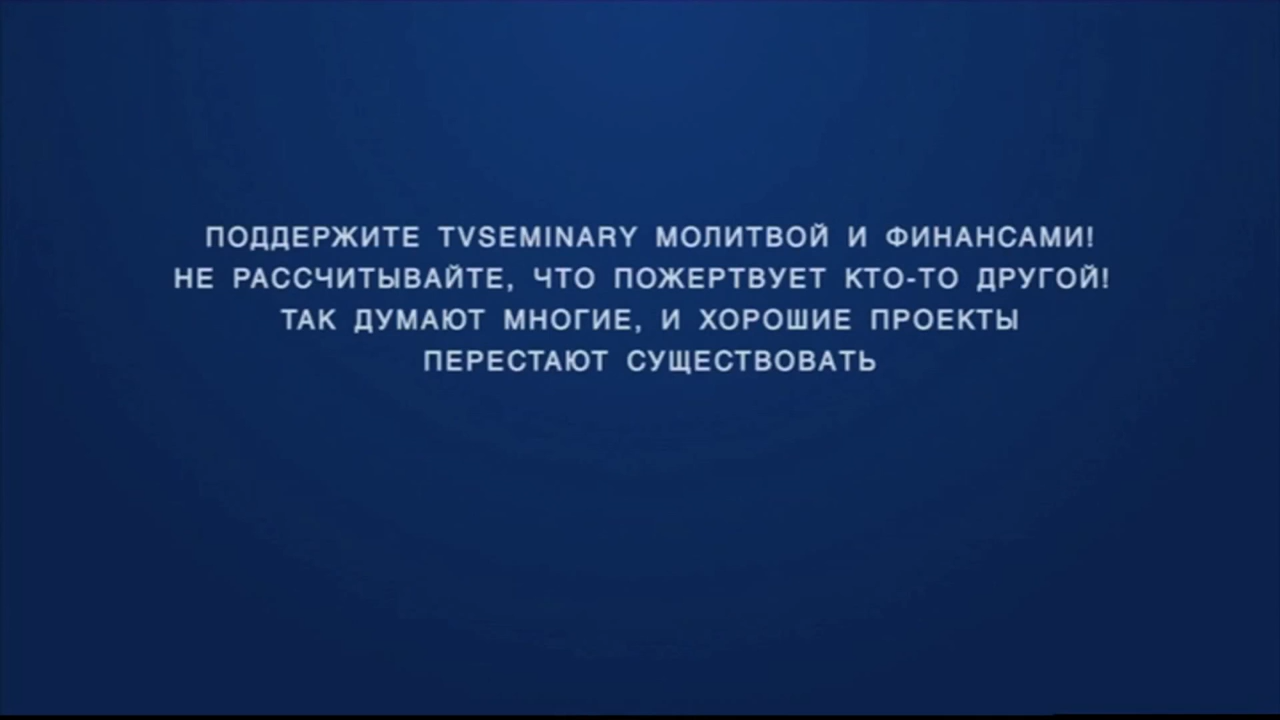 ПОДДЕРЖИТЕ TVSEMINARY МОЛИТВОЙ И ФИНАНСАМИ!
НЕ РАССЧИТЫВАЙТЕ, ЧТО ПОЖЕРТВУЕТ КТО-ТО ДРУГОЙ!
ТАК ДУМАЮТ МНОГИЕ, И ХОРОШИЕ ПРОЕКТЫ
ПЕРЕСТАЮТ СУЩЕСТВОВАТЬ